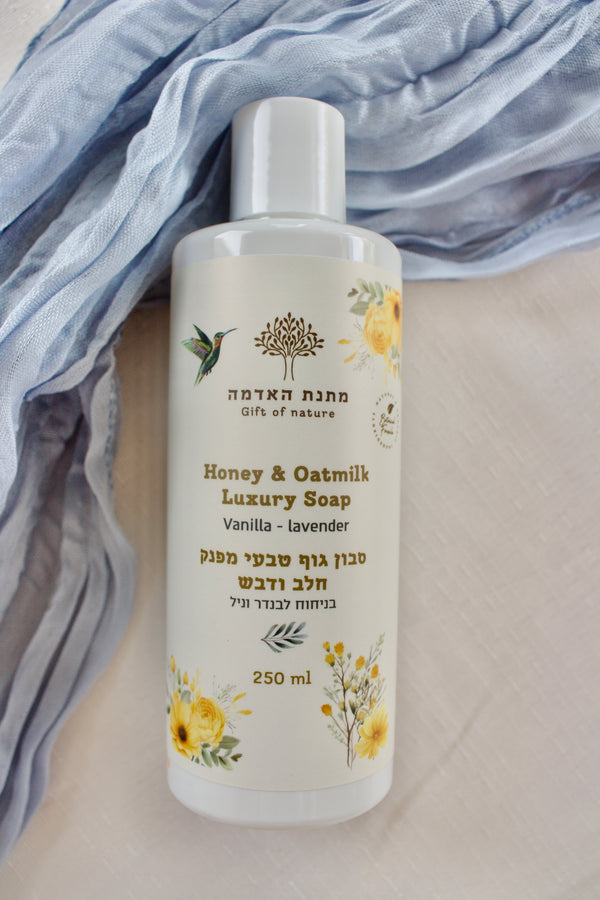 מתנת האדמה
Gift of nature
Honey & Oatmilk
Luxury Soap
Vanilla - lavender
סבון גוף טבעי מפנק
חלב ודבש
בניחוח לבנדר וניל
250 ml